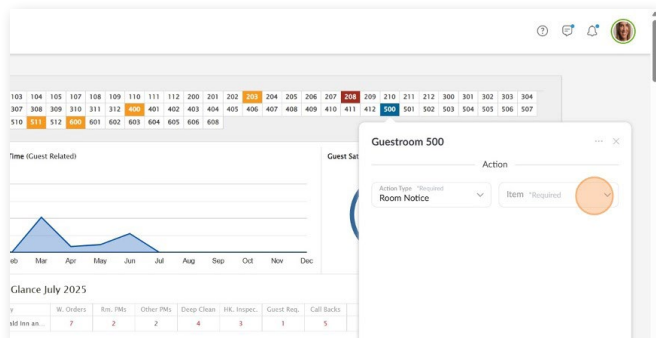 103 104 105 107 108 109 110 111 112 200 201 202 203 204 205 206 207 208 209 210 211 212 300 301 302 303 304
307 308 309 310 311 312 400 401 402 403 404 405 406 407 408 409 410 411 412 500 501 502 503 504 505 506 507
510 511 512 600 601 602 603 604 605 606 608
Guestroom 500
Action
Action Type *Required
Room Notice
Item *Required
Time (Guest Related)
Guest Sat
eb Mar Apr May Jun Jul Aug Sep Oct Nov Dec
Glance July 2025
y W. Orders Rm. PMs Other PMs Deep Clean HK. Inspec. Guest Req. Call Backs
ald Inn an... 7 2 2 4 3 1 5